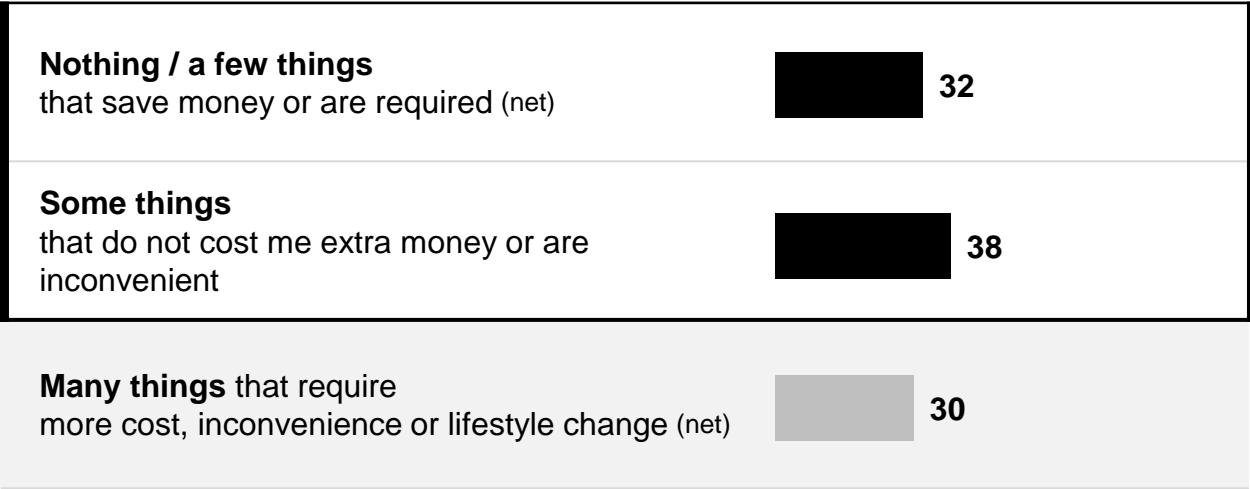 Nothing / a few things
that save money or are required (net)
32
Some things
that do not cost me extra money or are
inconvenient
38
Many things that require
more cost, inconvenience or lifestyle change (net)
30